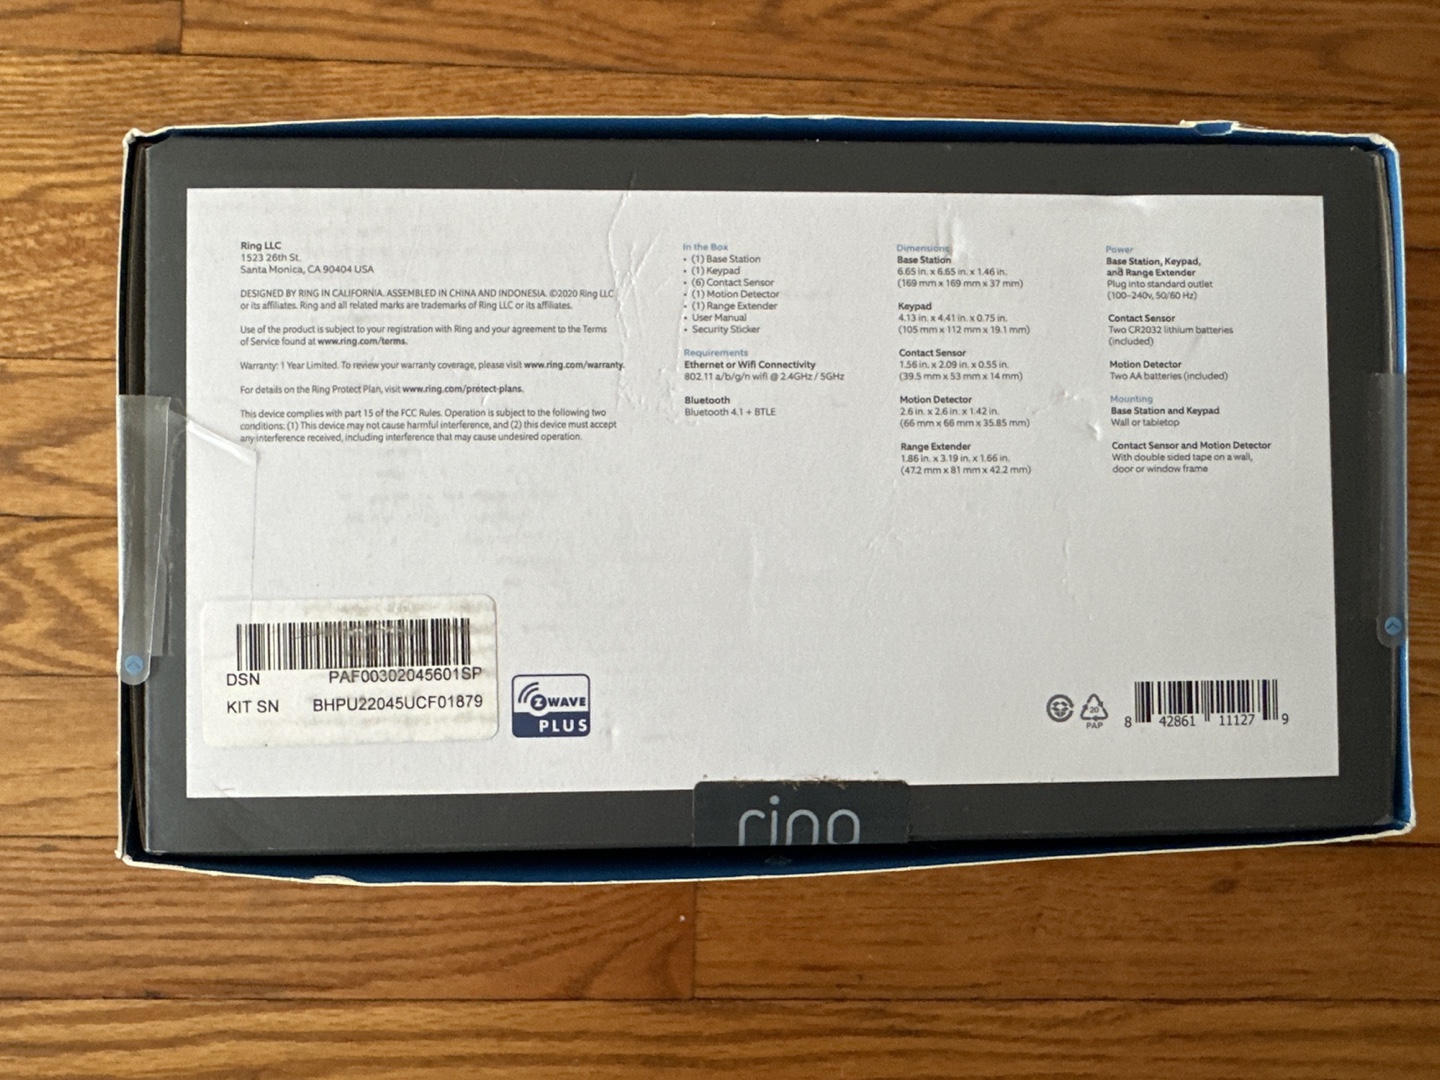 Ring LLC
1523 26th St.
Santa Monica, CA 90404 USA
DESIGNED BY RING IN CALIFORNIA. ASSEMBLED IN CHINA AND INDONESIA. ©2020 Ring LLC
or its affiliates. Ring and all related marks are trademarks of Ring LLC or its affiliates.
Use of the product is subject to your registration with Ring and your agreement to the Terms
of Service found at www.ring.com/terms.
Warranty: 1 Year Limited. To review your warranty coverage, please visit www.ring.com/warranty.
For details on the Ring Protect Plan, visit www.ring.com/protect-plans.
This device complies with part 15 of the FCC Rules. Operation is subject to the following two
conditions: (1) This device may not cause harmful interference, and (2) this device must accept
any interference received, including interference that may cause undesired operation.
In the Box
• (1) Base Station
• (1) Keypad
• (6) Contact Sensor
• (1) Motion Detector
• (1) Range Extender
• User Manual
• Security Sticker
Requirements
Ethernet or Wifi Connectivity
802.11 a/b/g/n wifi @ 2.4GHz / 5GHz
Bluetooth
Bluetooth 4.1 + BTLE
Dimensions
Base Station
6.65 in. x 6.65 in. x 1.46 in.
(169 mm x 169 mm x 37 mm)
Keypad
4.13 in. x 4.41 in. x 0.75 in.
(105 mm x 112 mm x 19.1 mm)
Contact Sensor
1.56 in. x 2.09 in. x 0.55 in.
(39.5 mm x 53 mm x 14 mm)
Motion Detector
2.6 in. x 2.6 in. x 1.42 in.
(66 mm x 66 mm x 35.85 mm)
Range Extender
1.86 in. x 3.19 in. x 1.66 in.
(47.2 mm x 81 mm x 42.2 mm)
Power
Base Station, Keypad,
and Range Extender
Plug into standard outlet
(100-240v, 50/60 Hz)
Contact Sensor
Two CR2032 lithium batteries
(included)
Motion Detector
Two AA batteries (included)
Mounting
Base Station and Keypad
Wall or tabletop
Contact Sensor and Motion Detector
With double sided tape on a wall,
door or window frame
DSN PAF00302045601SP
KIT SN BHPU22045UCF01879
Z WAVE
PLUS
20
PAP
8 42861 11127 9
ring